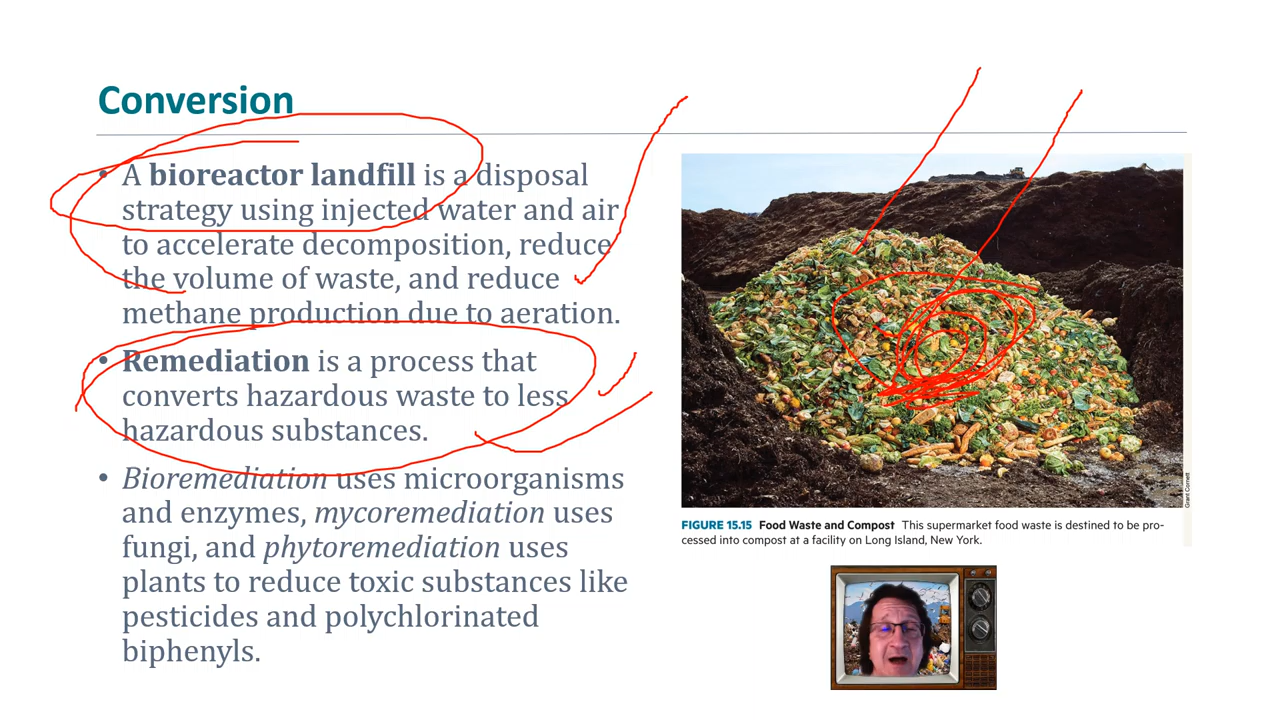 Conversion
• A bioreactor landfill is a disposal
strategy using injected water and air
to accelerate decomposition, reduce
the volume of waste, and reduce
methane production due to aeration.
• Remediation is a process that
converts hazardous waste to less
hazardous substances.
• Bioremediation uses microorganisms
and enzymes, mycoremediation uses
fungi, and phytoremediation uses
plants to reduce toxic substances like
pesticides and polychlorinated
biphenyls.
Grant Cornett
FIGURE 15.15 Food Waste and Compost This supermarket food waste is destined to be pro-
cessed into compost at a facility on Long Island, New York.